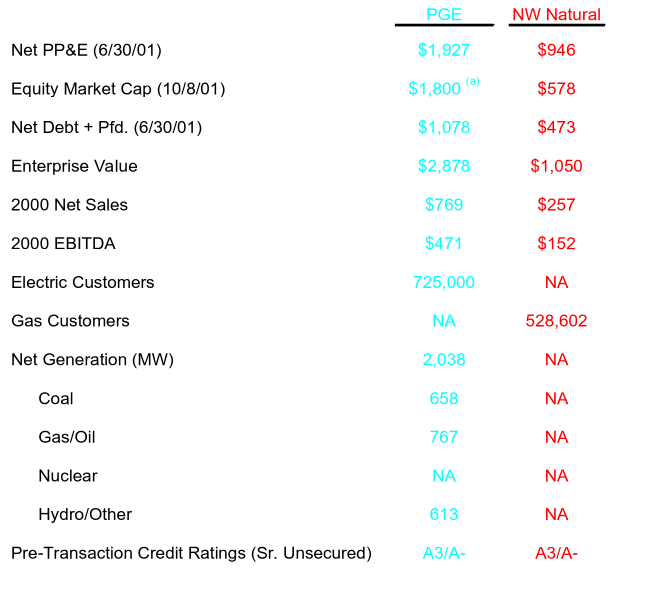 PGE NW Natural
Net PP&E (6/30/01) $1,927 $946
Equity Market Cap (10/8/01) $1,800 (a) $578
Net Debt + Pfd. (6/30/01) $1,078 $473
Enterprise Value $2,878 $1,050
2000 Net Sales $769 $257
2000 EBITDA $471 $152
Electric Customers 725,000 NA
Gas Customers NA 528,602
Net Generation (MW) 2,038 NA
Coal 658 NA
Gas/Oil 767 NA
Nuclear NA NA
Hydro/Other 613 NA
Pre-Transaction Credit Ratings (Sr. Unsecured) A3/A- A3/A-